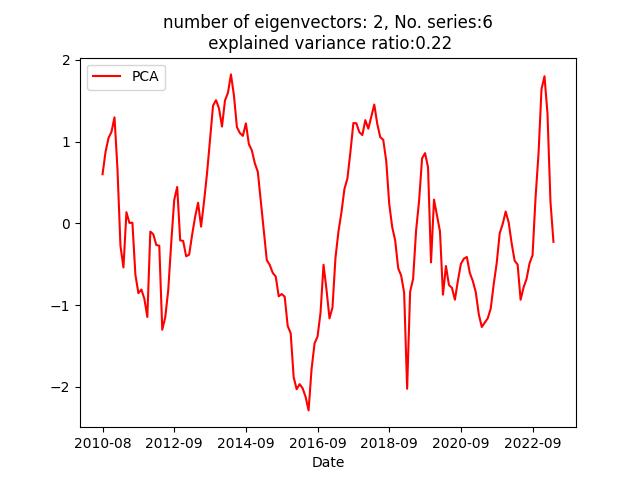 number of eigenvectors: 2, No. series:6
explained variance ratio:0.22
PCA
2
1
0
−1
−2
2010-08 2012-09 2014-09 2016-09 2018-09 2020-09 2022-09
Date